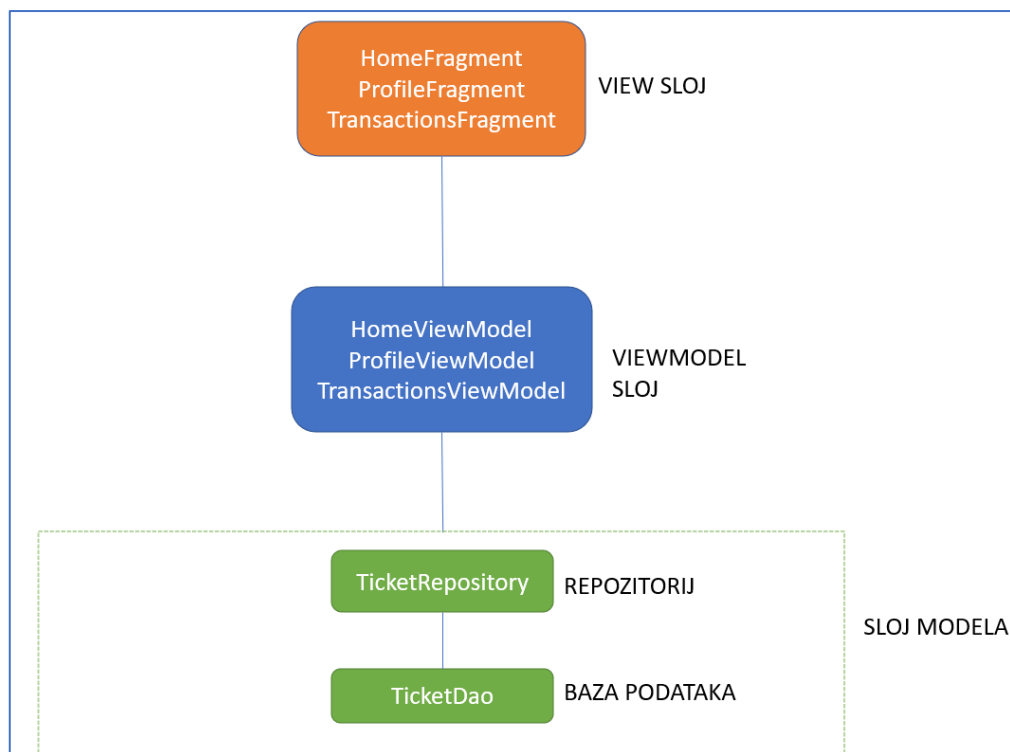 HomeFragment
ProfileFragment
TransactionsFragment
VIEW SLOJ
HomeViewModel
ProfileViewModel
TransactionsViewModel
VIEWMODEL
SLOJ
TicketRepository
REPOZITORIJ
SLOJ MODELA
TicketDao
BAZA PODATAKA